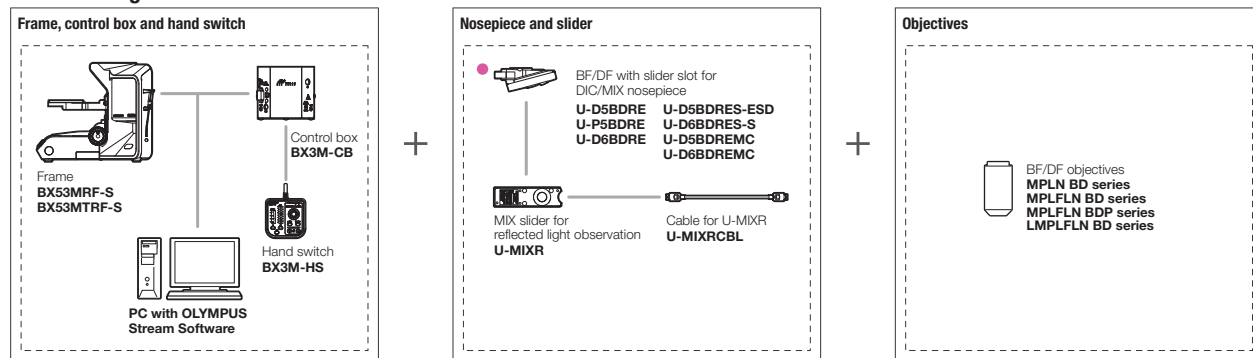 Frame, control box and hand switch
Control box
BX3M-CB
Frame
BX53MRF-S
BX53MTRF-S
Hand switch
BX3M-HS
PC with OLYMPUS
Stream Software
+
Nosepiece and slider
BF/DF with slider slot for
DIC/MIX nosepiece
U-D5BDRE U-D5BDRES-ESD
U-P5BDRE U-D6BDRES-S
U-D6BDRE U-D5BDREMC
U-D6BDREMC
MIX slider for
reflected light observation
U-MIXR
Cable for U-MIXR
U-MIXRCBL
+
Objectives
BF/DF objectives
MPLN BD series
MPLFLN BD series
MPLFLN BDP series
LMPLFLN BD series